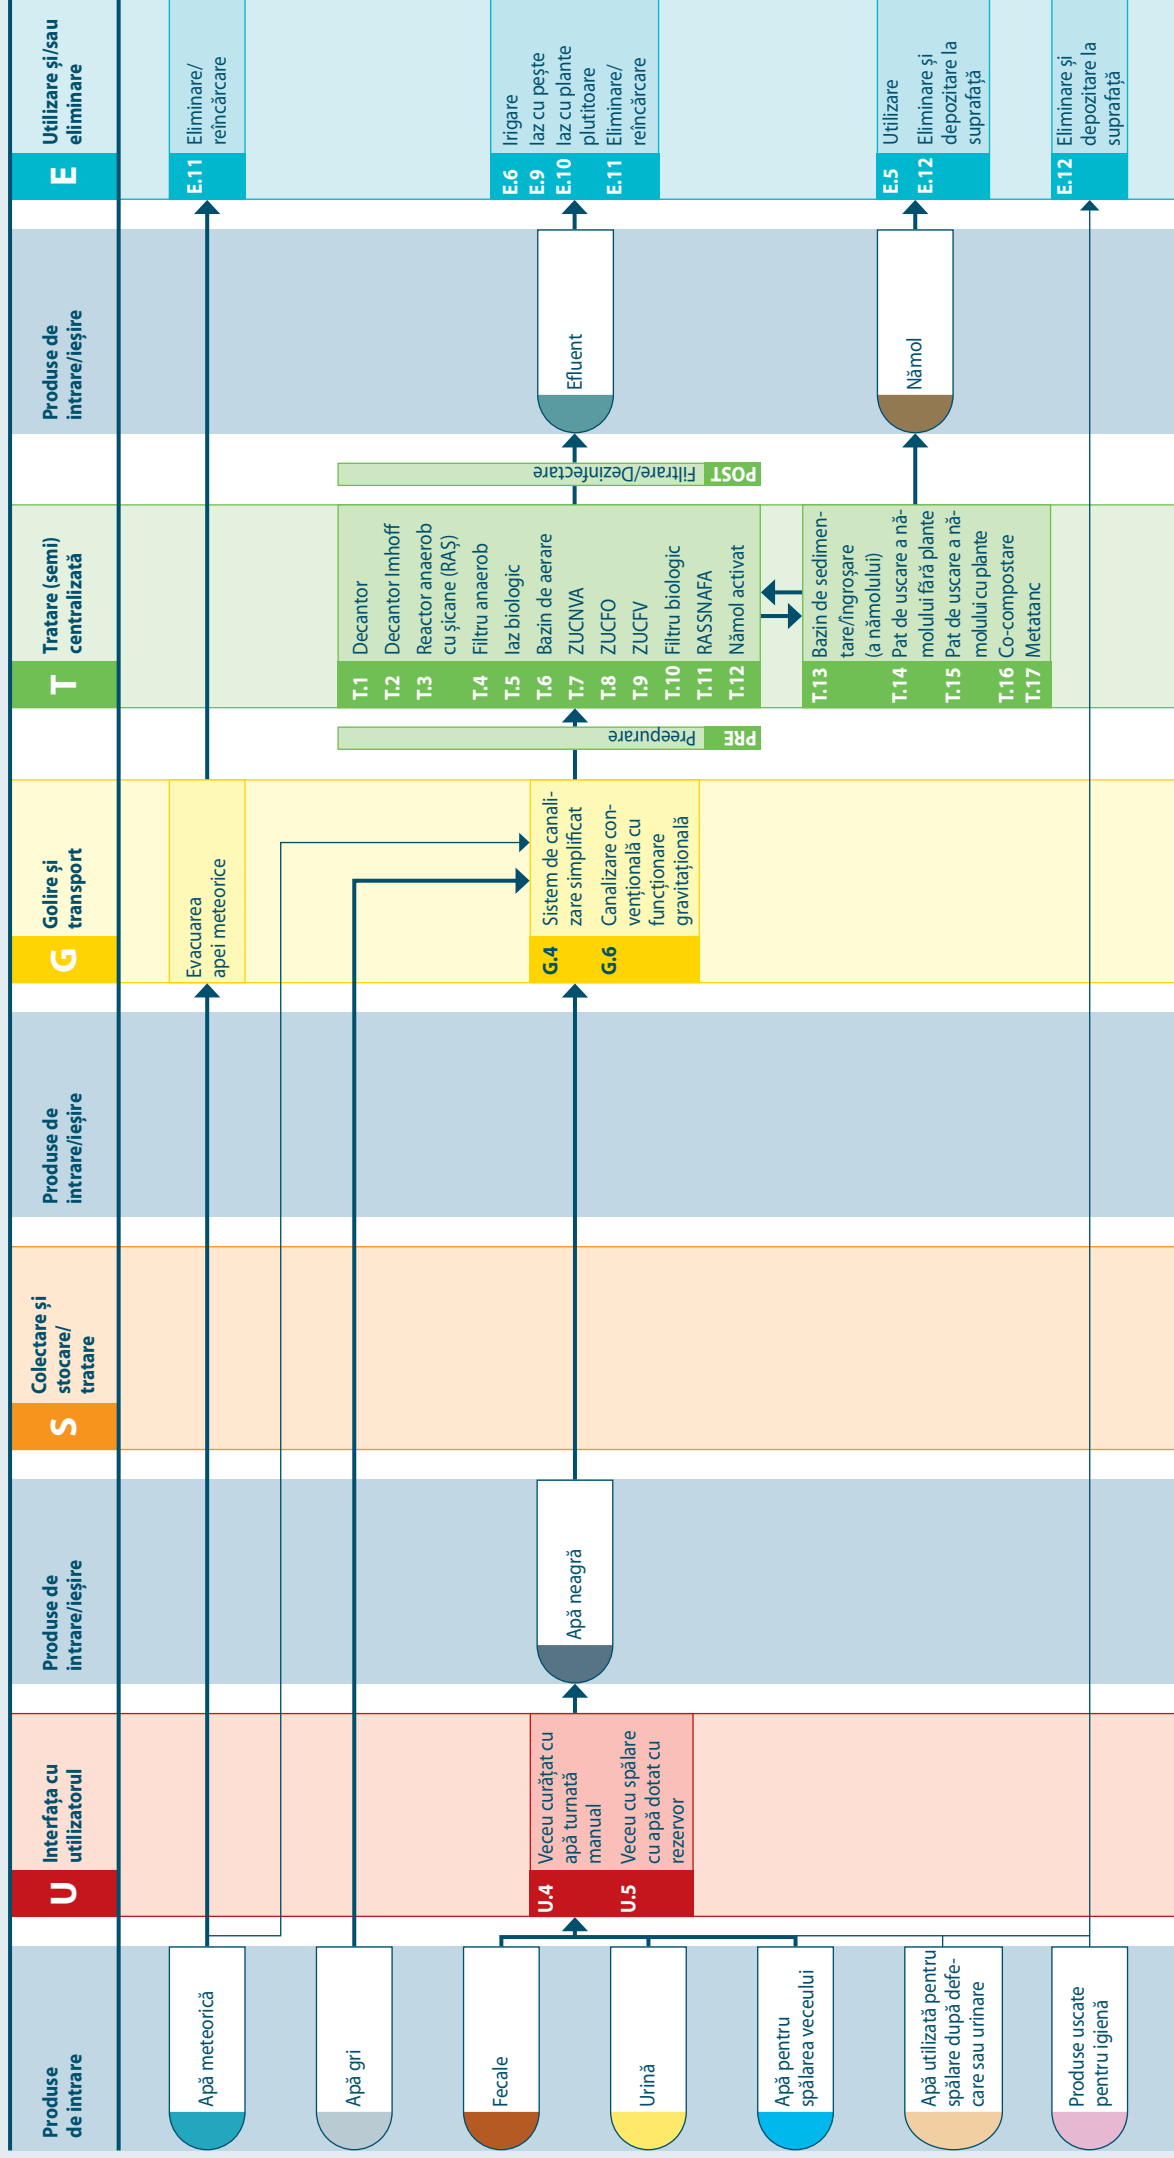 Produse
de intrare
U
Interfața cu
utilizatorul
Produse de
intrare/ieșire
S
Colectare și
stocare/
tratare
Produse de
intrare/ieșire
G
Golire și
transport
T
Tratare (semi)
centralizată
Produse de
intrare/ieșire
E
Utilizare și/sau
eliminare
Apă meteorică
Apă gri
Fecale
Urină
Apă pentru
spălarea veceului
Apă utilizată pentru
spălare după defe-
care sau urinare
Produse uscate
pentru igienă
U.4 Veceu curățat cu
apă turnată
manual
U.5 Veceu cu spălare
cu apă dotat cu
rezervor
Apă neagră
Evacuarea
apei meteorice
G.4 Sistem de canali-
zare simplificat
G.6 Canalizare con-
vențională cu
funcționare
gravitațională
PRE Preepurare
T.1 Decantor
T.2 Decantor Imhoff
T.3 Reactor anaerob
cu șicane (RAȘ)
T.4 Filtru anaerob
T.5 Iaz biologic
T.6 Bazin de aerare
T.7 ZUCNVA
T.8 ZUCFO
T.9 ZUCFV
T.10 Filtru biologic
T.11 RASSNAFA
T.12 Nămol activat
T.13 Bazin de sedimen-
tare/îngroșare
(a nămolului)
T.14 Pat de uscare a nă-
molului fără plante
T.15 Pat de uscare a nă-
molului cu plante
T.16 Co-compostare
T.17 Metatanc
POST Filtrare/Dezinfectare
Efluent
Nămol
E.11 Eliminare/
reîncărcare
E.6 Irigare
E.9 Iaz cu pește
E.10 Iaz cu plante
plutitoare
E.11 Eliminare/
reîncărcare
E.5 Utilizare
E.12 Eliminare și
depozitare la
suprafață
E.12 Eliminare și
depozitare la
suprafață